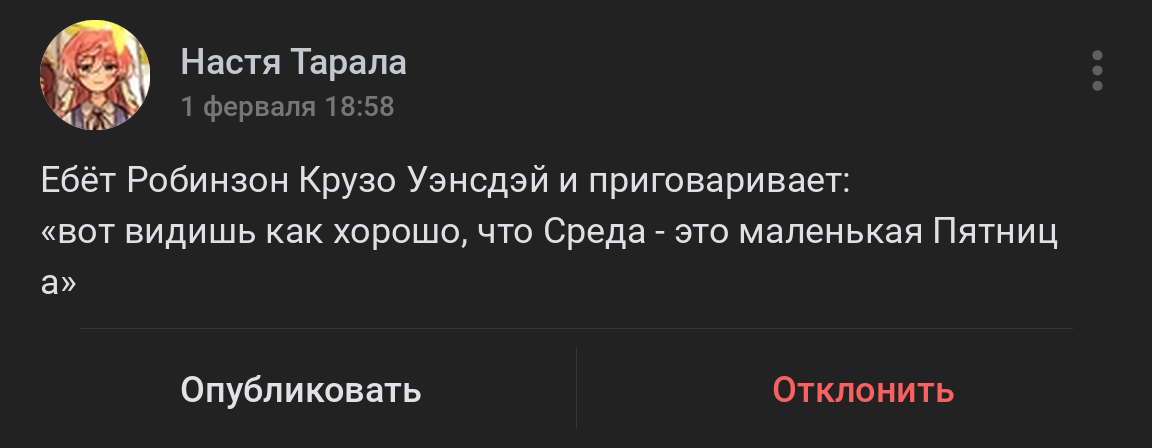 Настя Тарала
1 ферваля 18:58
Ебёт Робинзон Крузо Уэнсдэй и приговаривает:
«вот видишь как хорошо, что Среда - это маленькая Пятниц
а»
Опубликовать
Отклонить